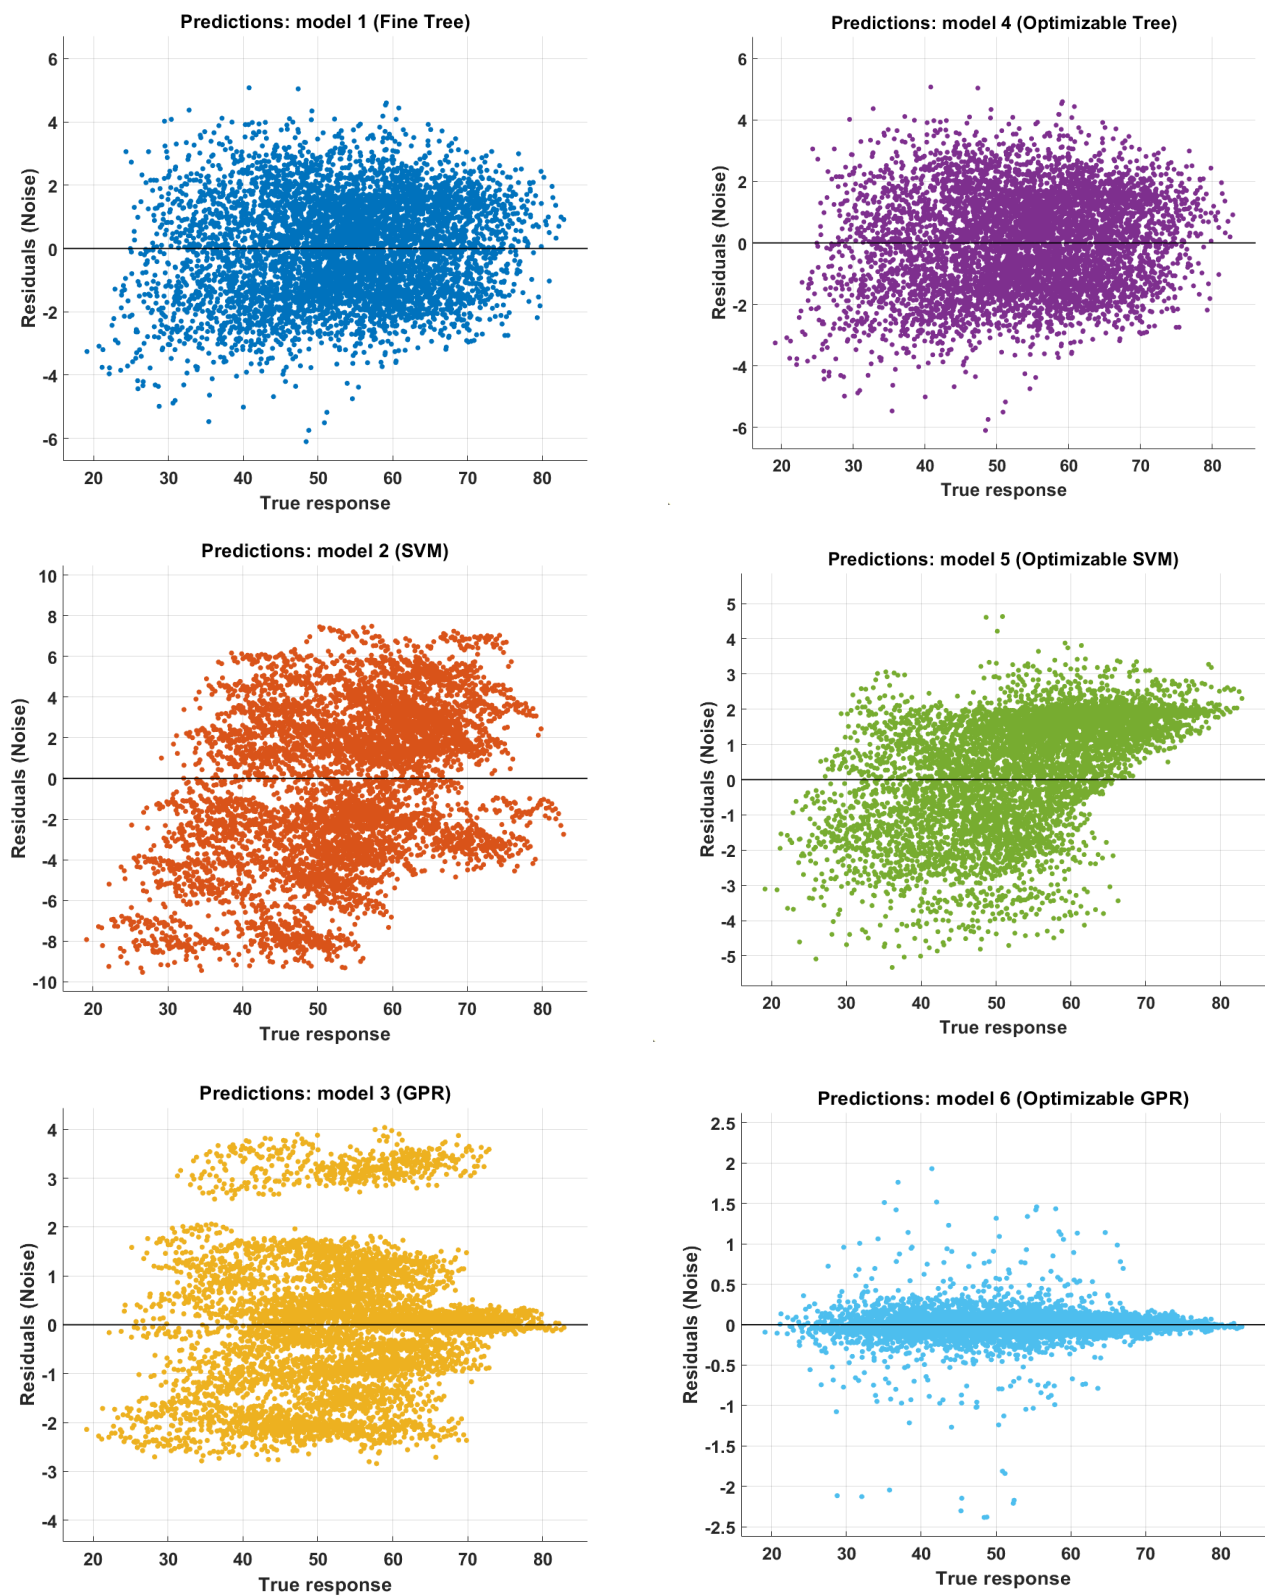 Predictions: model 1 (Fine Tree)
6
4
2
0
-2
-4
-6
Residuals (Noise)
20 30 40 50 60 70 80
True response
Predictions: model 4 (Optimizable Tree)
6
4
2
0
-2
-4
-6
Residuals (Noise)
20 30 40 50 60 70 80
True response
Predictions: model 2 (SVM)
10
8
6
4
2
0
-2
-4
-6
-8
-10
Residuals (Noise)
20 30 40 50 60 70 80
True response
Predictions: model 5 (Optimizable SVM)
5
4
3
2
1
0
-1
-2
-3
-4
-5
Residuals (Noise)
20 30 40 50 60 70 80
True response
Predictions: model 3 (GPR)
4
3
2
1
0
-1
-2
-3
-4
Residuals (Noise)
20 30 40 50 60 70 80
True response
Predictions: model 6 (Optimizable GPR)
2.5
2
1.5
1
0.5
0
-0.5
-1
-1.5
-2
-2.5
Residuals (Noise)
20 30 40 50 60 70 80
True response